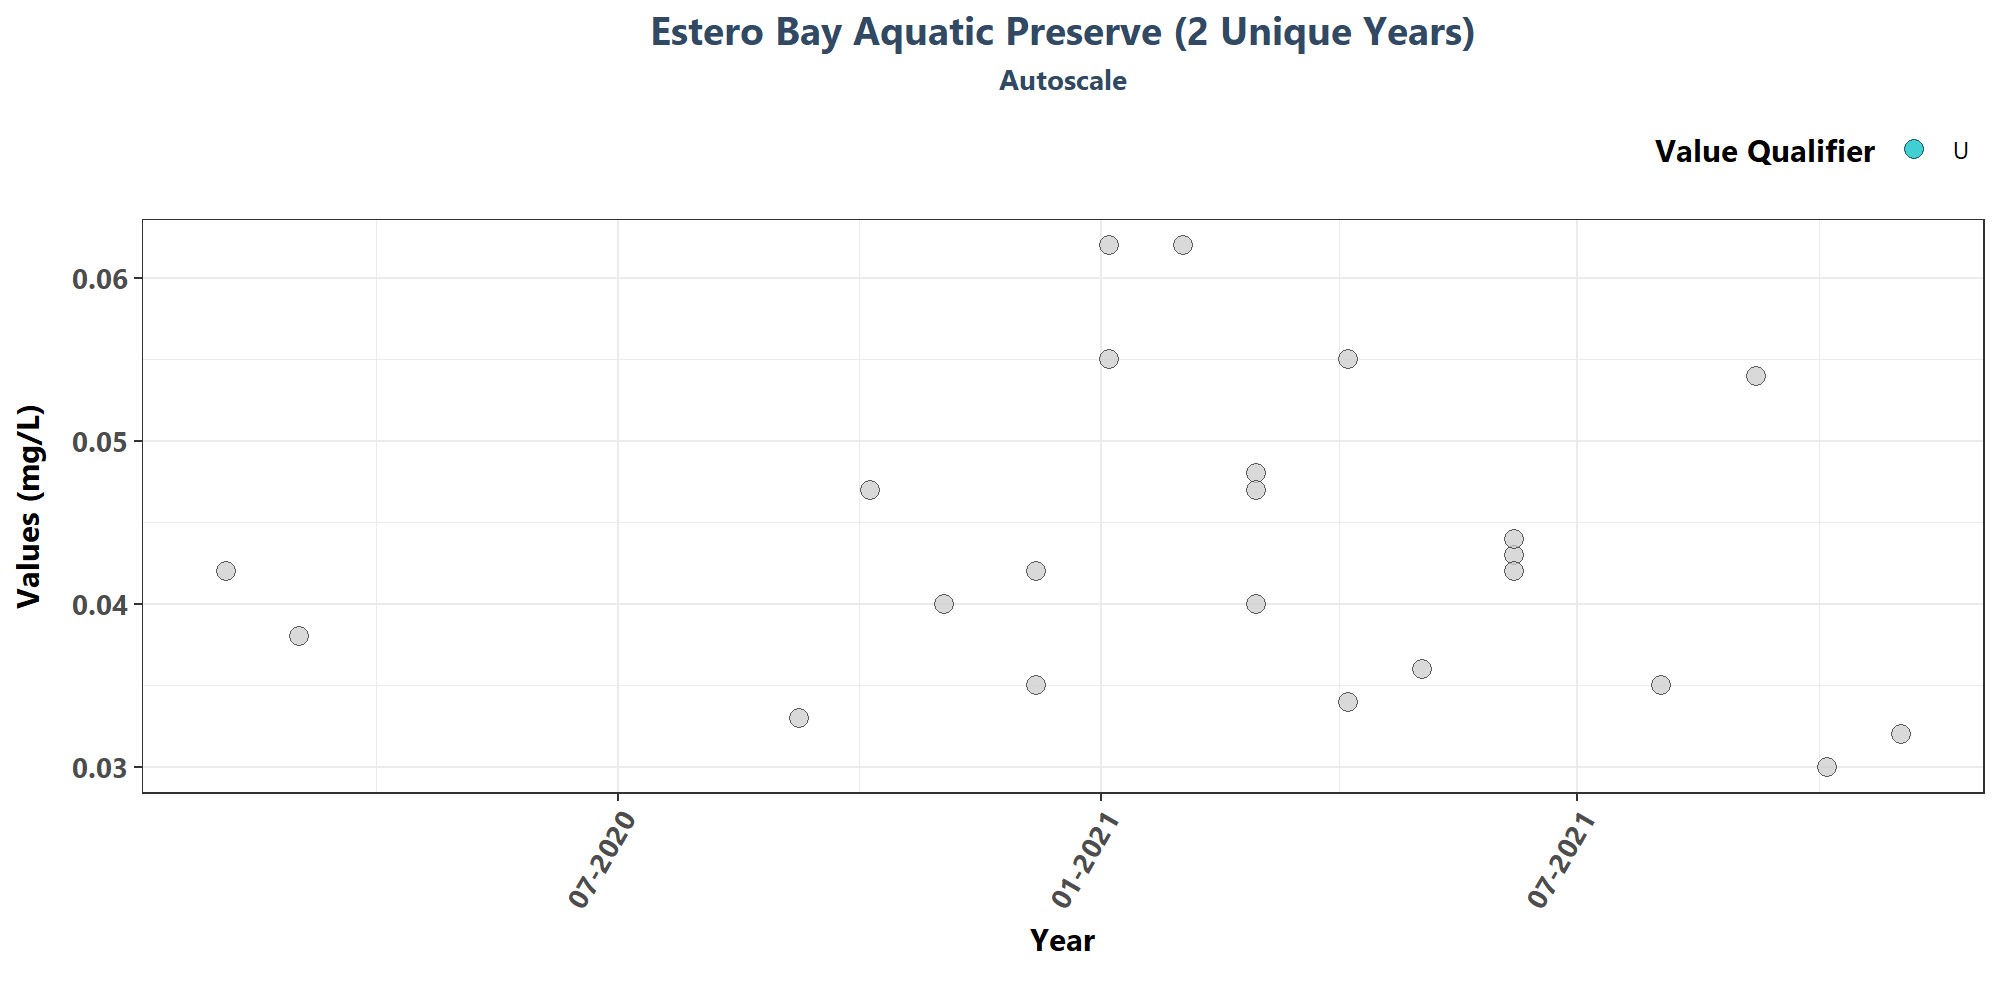 Estero Bay Aquatic Preserve (2 Unique Years)
Autoscale
Value Qualifier U
0.06
0.05
0.04
0.03
Values (mg/L)
07-2020
01-2021
07-2021
Year